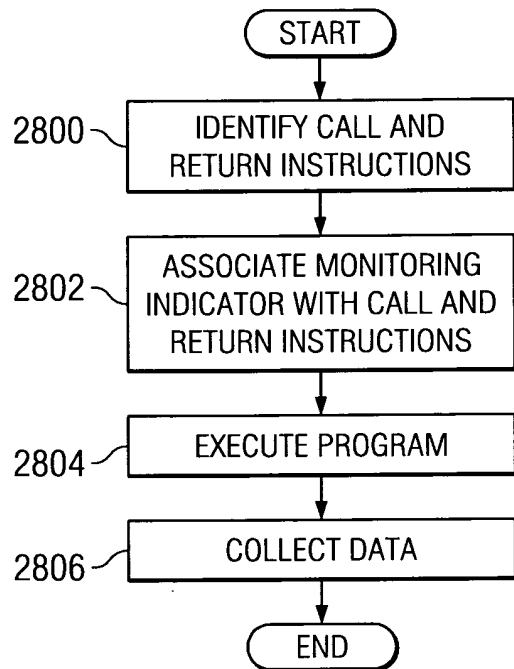 START
2800
IDENTIFY CALL AND
RETURN INSTRUCTIONS
2802
ASSOCIATE MONITORING
INDICATOR WITH CALL AND
RETURN INSTRUCTIONS
2804
EXECUTE PROGRAM
2806
COLLECT DATA
END